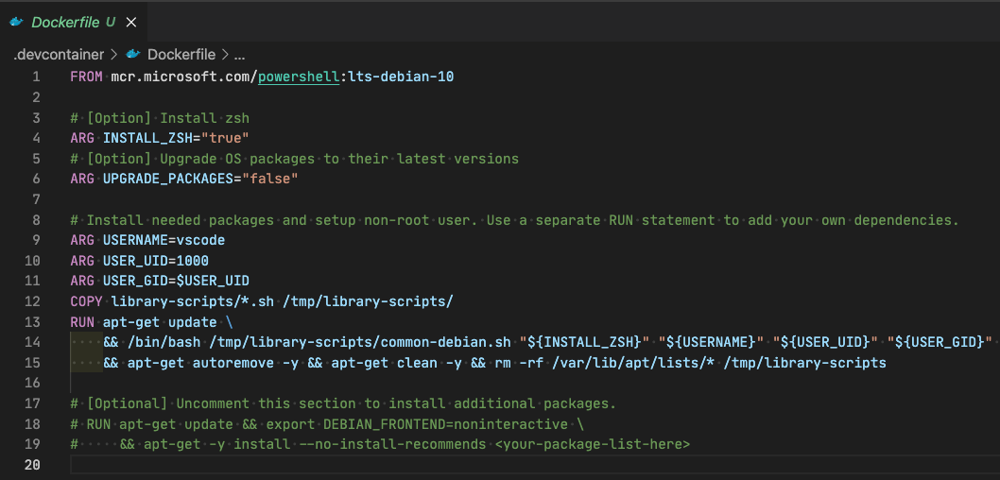 Dockerfile U ×
.devcontainer > Dockerfile > ...
1 FROM mcr.microsoft.com/powershell:lts-debian-10
2
3 # [Option] Install zsh
4 ARG INSTALL_ZSH="true"
5 # [Option] Upgrade OS packages to their latest versions
6 ARG UPGRADE_PACKAGES="false"
7
8 # Install needed packages and setup non-root user. Use a separate RUN statement to add your own dependencies.
9 ARG USERNAME=vscode
10 ARG USER_UID=1000
11 ARG USER_GID=$USER_UID
12 COPY library-scripts/*.sh /tmp/library-scripts/
13 RUN apt-get update \
14     && /bin/bash /tmp/library-scripts/common-debian.sh "${INSTALL_ZSH}" "${USERNAME}" "${USER_UID}" "${USER_GID}"
15     && apt-get autoremove -y && apt-get clean -y && rm -rf /var/lib/apt/lists/* /tmp/library-scripts
16
17 # [Optional] Uncomment this section to install additional packages.
18 # RUN apt-get update && export DEBIAN_FRONTEND=noninteractive \
19 #     && apt-get -y install --no-install-recommends <your-package-list-here>
20